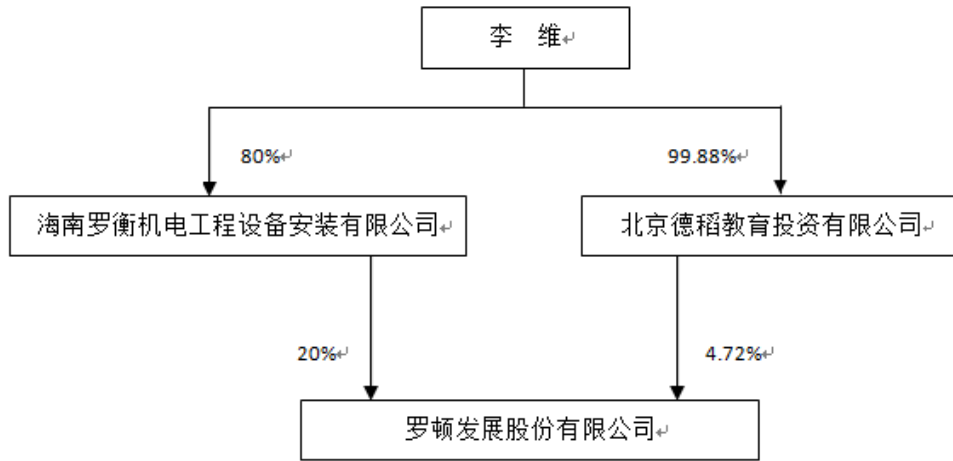 李 维
80%
99.88%
海南罗衡机电工程设备安装有限公司
北京德稻教育投资有限公司
20%
4.72%
罗顿发展股份有限公司